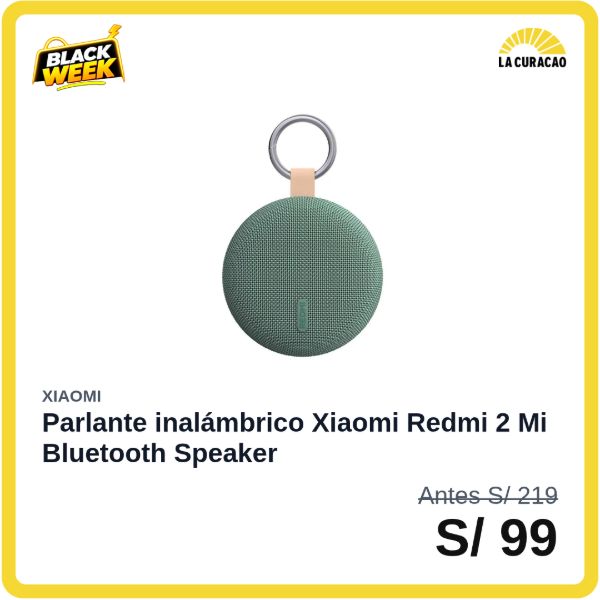 BLACK
WEEK
LA CURACAO
XIAOMI
Parlante inalámbrico Xiaomi Redmi 2 Mi
Bluetooth Speaker
Antes S/ 219
S/ 99